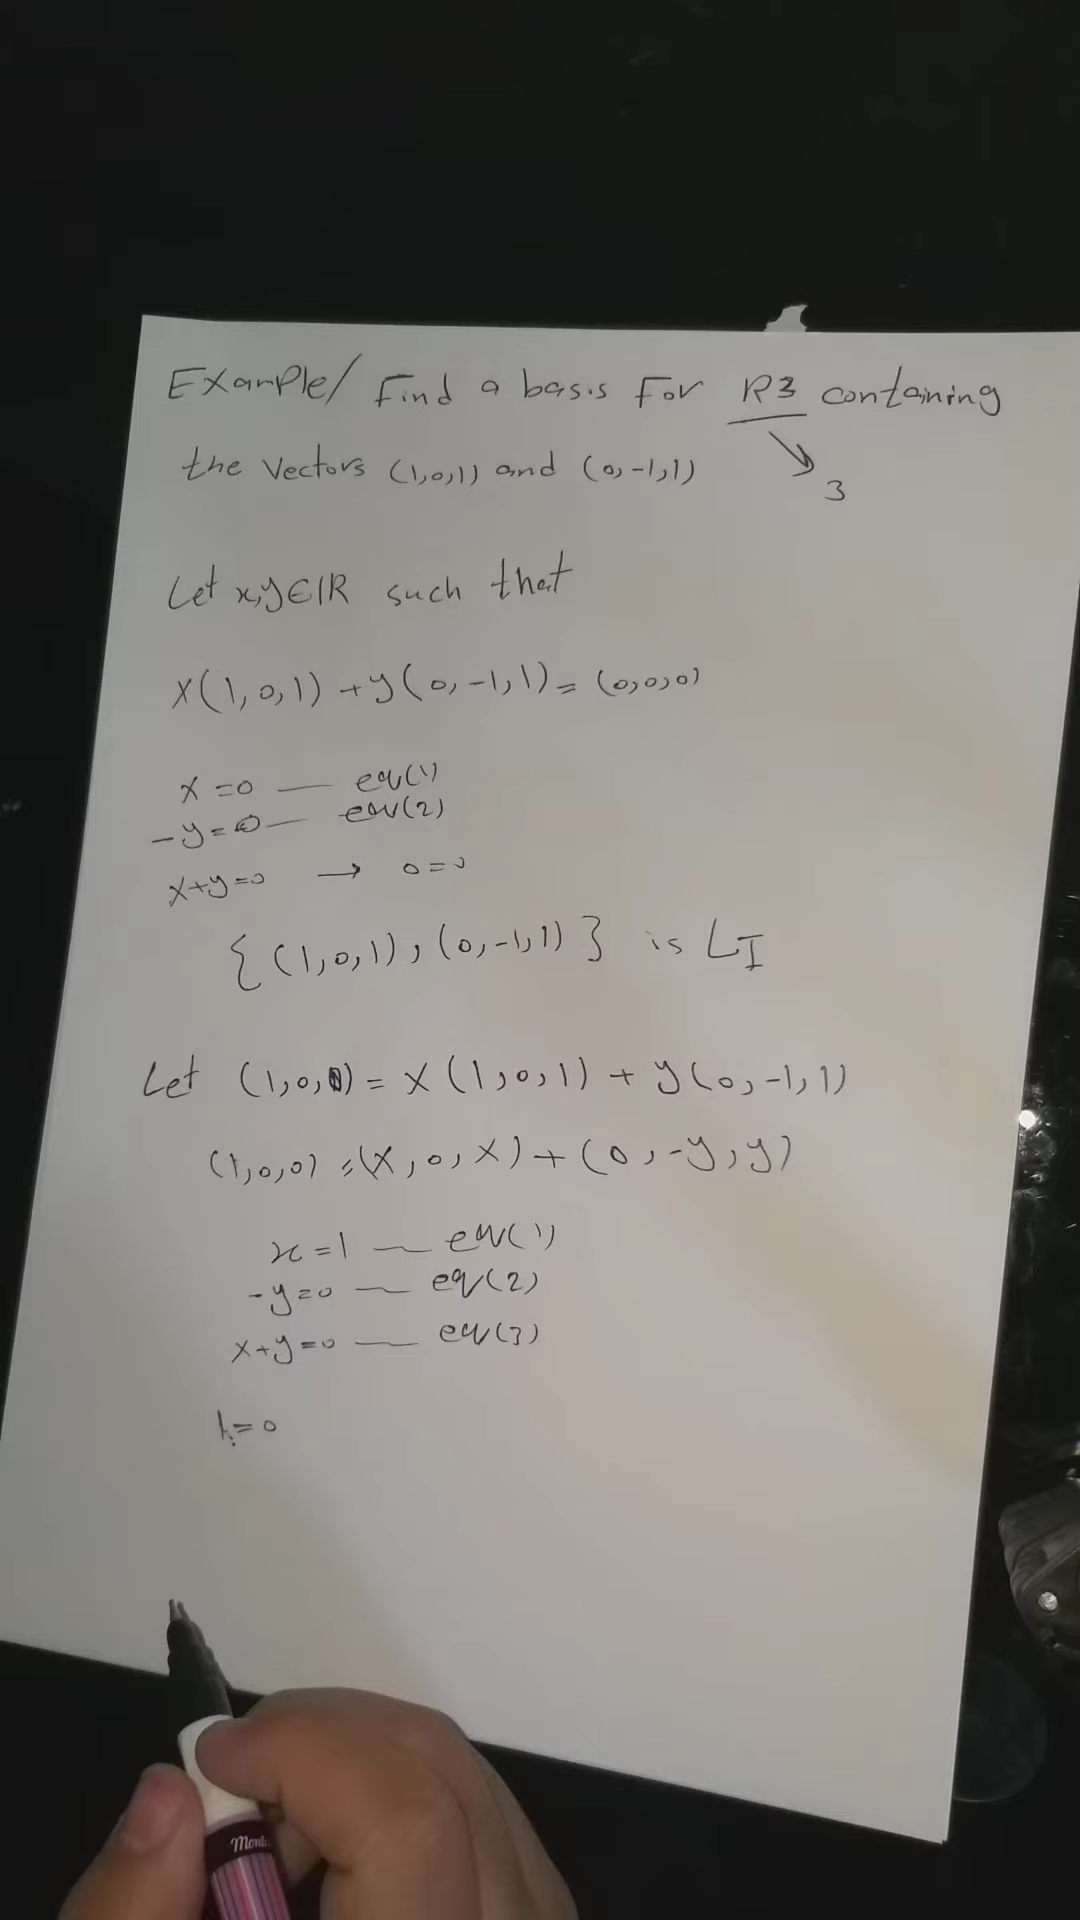 Example/ Find a basis for R3 containing
the vectors (1,0,1) and (0,-1,1)
3
Let x,y∈IR such that
x(1,0,1) + y(0,-1,1) = (0,0,0)
x = 0 — eq(1)
-y = 0 — eq(2)
x+y=0 → 0=0
{(1,0,1), (0,-1,1)} is LI
Let (1,0,0) = x(1,0,1) + y(0,-1,1)
(1,0,0) = (x,0,x) + (0,-y,y)
x = 1 — eq(1)
-y = 0 — eq(2)
x+y = 0 — eq(3)
1 = 0